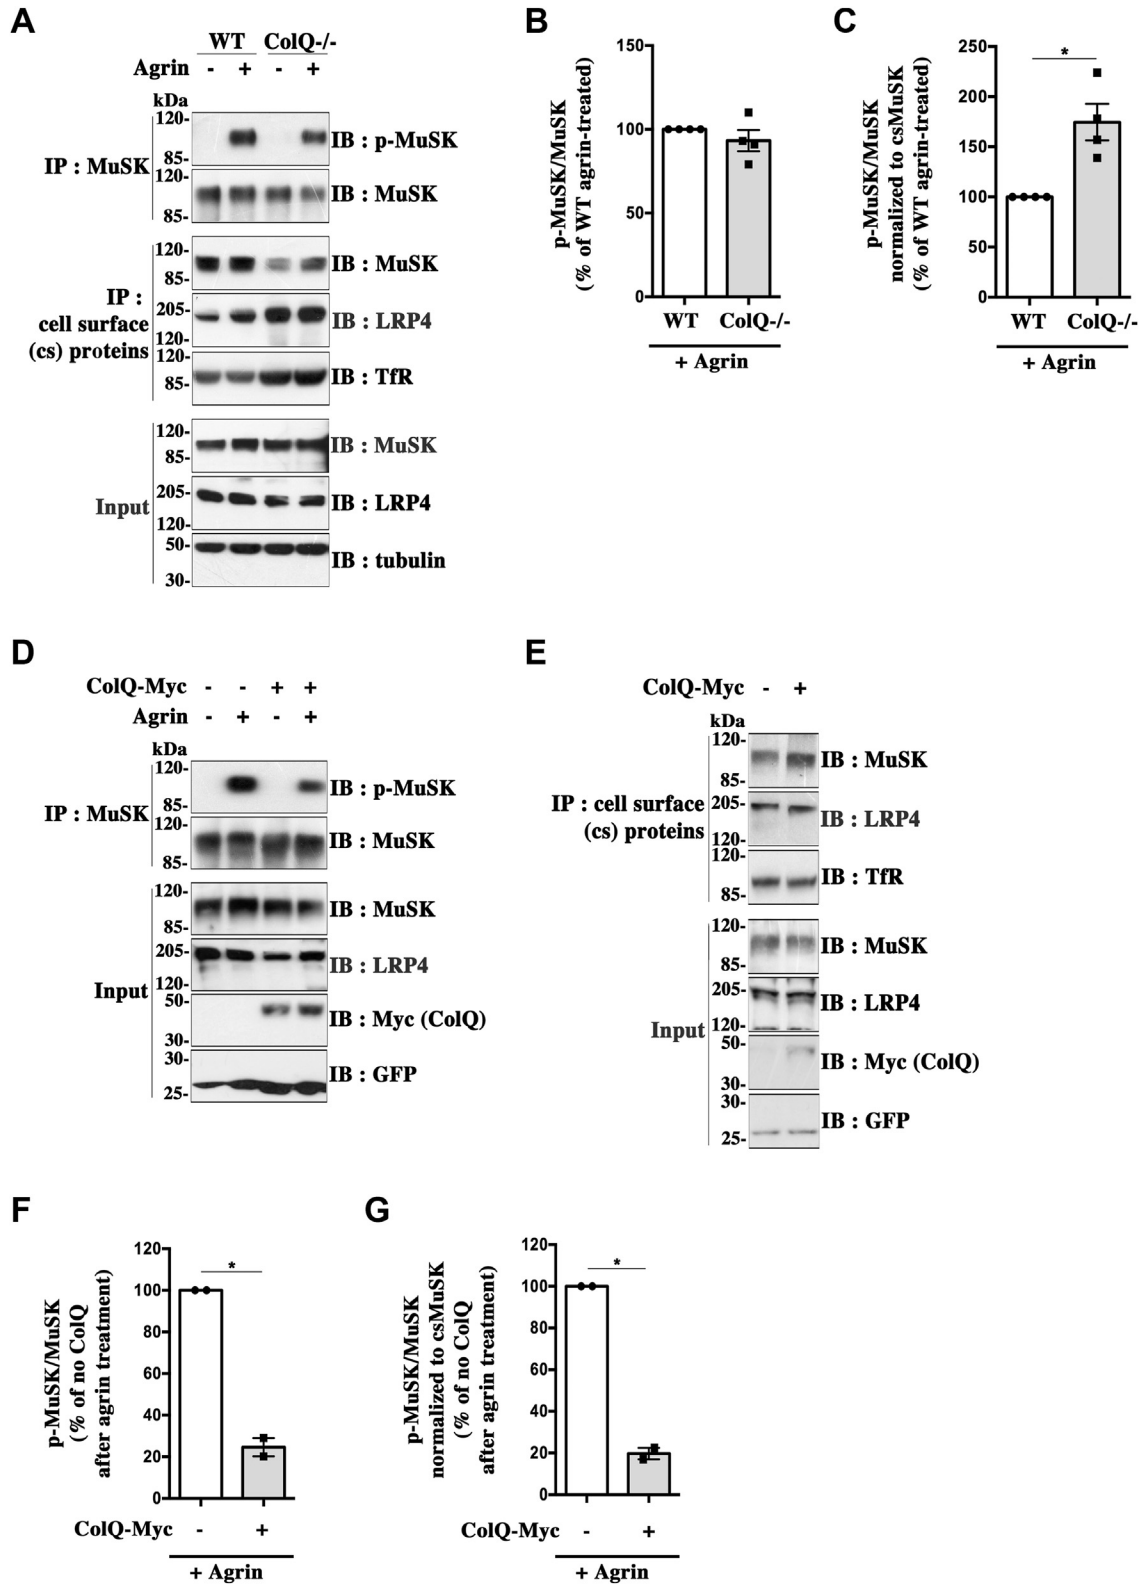 A
WT ColQ-/-
Agrin - + - +
kDa
IP : MuSK
120-
85-
IB : p-MuSK
120-
85-
IB : MuSK
IP :
cell surface
(cs) proteins
120-
85-
IB : MuSK
205-
120-
IB : LRP4
120-
85-
IB : TfR
Input
120-
85-
IB : MuSK
205-
120-
IB : LRP4
50-
30-
IB : tubulin
B
p-MuSK/MuSK
(% of WT agrin-treated)
150
100
50
0
WT ColQ-/-
+ Agrin
C
p-MuSK/MuSK
normalized to csMuSK
(% of WT agrin-treated)
250
200
150
100
50
0
*
WT ColQ-/-
+ Agrin
D
ColQ-Myc - - + +
Agrin - + - +
kDa
IP : MuSK
120-
85-
IB : p-MuSK
120-
85-
IB : MuSK
Input
120-
85-
IB : MuSK
205-
120-
IB : LRP4
50-
30-
IB : Myc (ColQ)
30-
25-
IB : GFP
E
ColQ-Myc - +
kDa
IP : cell surface
(cs) proteins
120-
85-
IB : MuSK
205-
120-
IB : LRP4
120-
85-
IB : TfR
Input
120-
85-
IB : MuSK
205-
120-
IB : LRP4
50-
30-
IB : Myc (ColQ)
30-
25-
IB : GFP
F
p-MuSK/MuSK
(% of no ColQ
after agrin treatment)
120
100
80
60
40
20
0
*
ColQ-Myc - +
+ Agrin
G
p-MuSK/MuSK
normalized to csMuSK
(% of no ColQ
after agrin treatment)
120
100
80
60
40
20
0
*
ColQ-Myc - +
+ Agrin